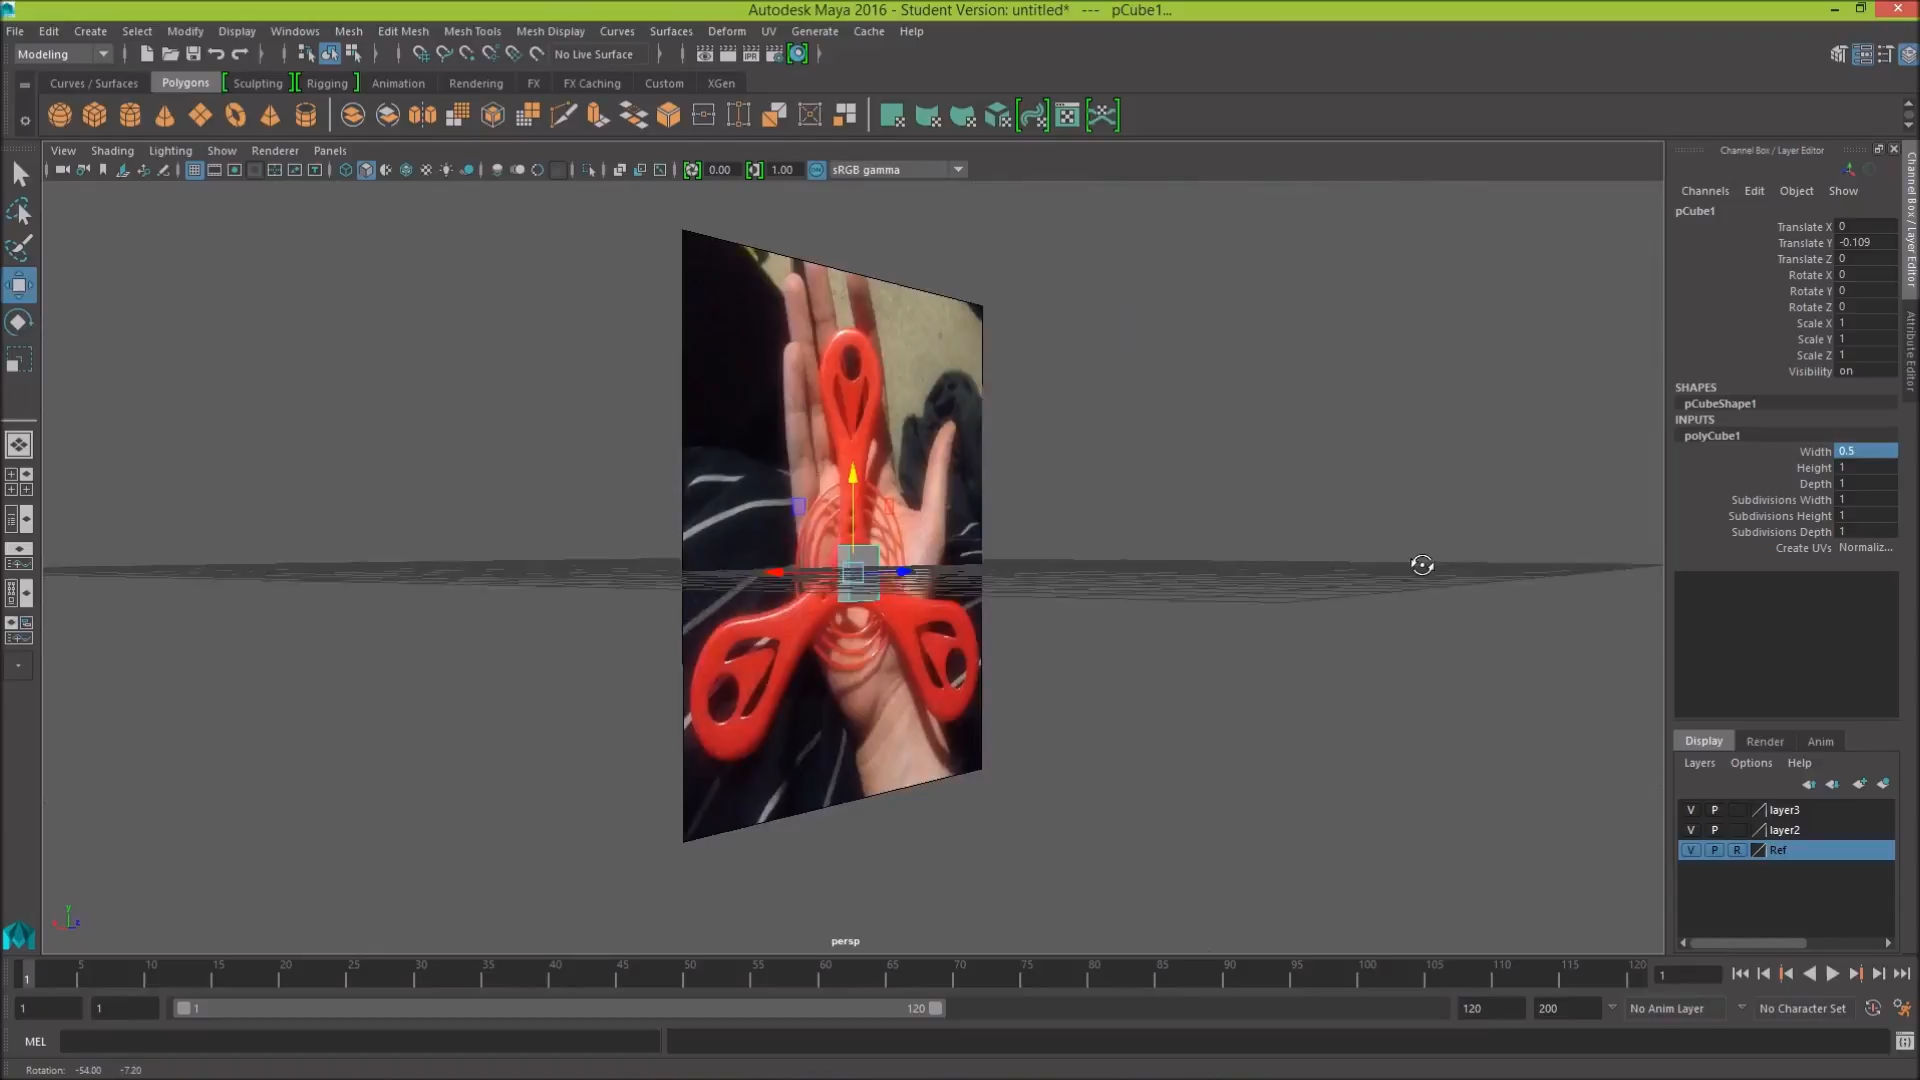 Autodesk Maya 2016 - Student Version: untitled* --- pCube1...
File Edit Create Select Modify Display Windows Mesh Edit Mesh Mesh Tools Mesh Display Curves Surfaces Deform UV Generate Cache Help
Modeling No Live Surface
Curves / Surfaces Polygons Sculpting Rigging Animation Rendering FX FX Caching Custom XGen
View Shading Lighting Show Renderer Panels
0.00 1.00 sRGB gamma
Channel Box / Layer Editor
Channels Edit Object Show
pCube1
Translate X 0
Translate Y -0.109
Translate Z 0
Rotate X 0
Rotate Y 0
Rotate Z 0
Scale X 1
Scale Y 1
Scale Z 1
Visibility on
SHAPES
pCubeShape1
INPUTS
polyCube1
Width 0.5
Height 1
Depth 1
Subdivisions Width 1
Subdivisions Height 1
Subdivisions Depth 1
Create UVs Normaliz...
Channel Box / Layer Editor
Attribute Editor
Display Render Anim
Layers Options Help
V P layer3
V P layer2
V P R Ref
y
z
persp
5 10 15 20 25 30 35 40 45 50 55 60 65 70 75 80 85 90 95 100 105 110 115 120
1 1
1 1 1 120 120 200 No Anim Layer No Character Set
MEL
Rotation: -54.00 -7.20